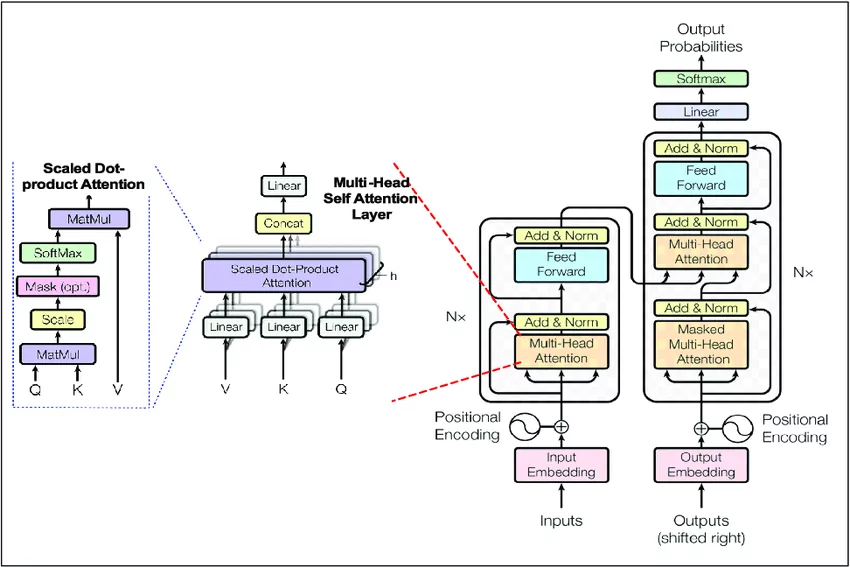 Scaled Dot-
product Attention
MatMul
SoftMax
Mask (opt.)
Scale
MatMul
Q
K
V
Linear
Multi-Head
Self Attention
Layer
Concat
Scaled Dot-Product
Attention
h
Linear
Linear
Linear
V
K
Q
Output
Probabilities
Softmax
Linear
Add & Norm
Feed
Forward
Add & Norm
Multi-Head
Attention
Nx
Add & Norm
Masked
Multi-Head
Attention
Add & Norm
Feed
Forward
Nx
Add & Norm
Multi-Head
Attention
Positional
Encoding
Positional
Encoding
Input
Embedding
Output
Embedding
Inputs
Outputs
(shifted right)